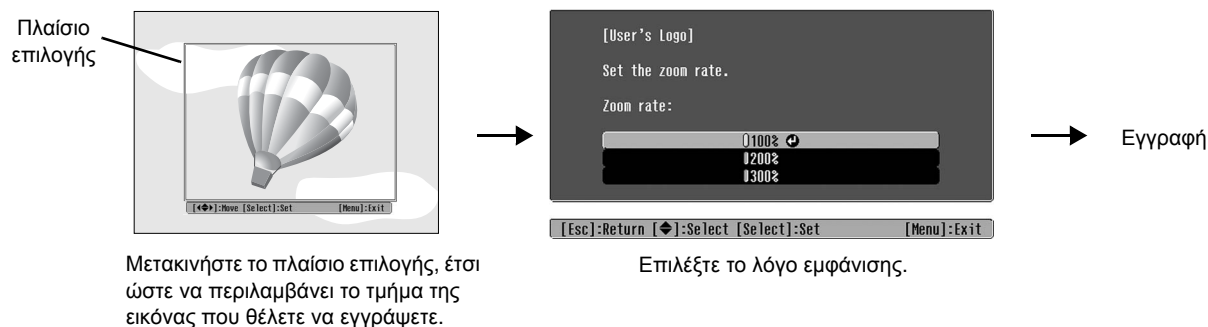 Πλαίσιο
επιλογής
[User's Logo]
Set the zoom rate.
Zoom rate:
100%
200%
300%
Εγγραφή
[◀◆▶]:Move [Select]:Set [Menu]:Exit
[Esc]:Return [◆]:Select [Select]:Set [Menu]:Exit
Μετακινήστε το πλαίσιο επιλογής, έτσι
ώστε να περιλαμβάνει το τμήμα της
εικόνας που θέλετε να εγγράψετε.
Επιλέξτε το λόγο εμφάνισης.